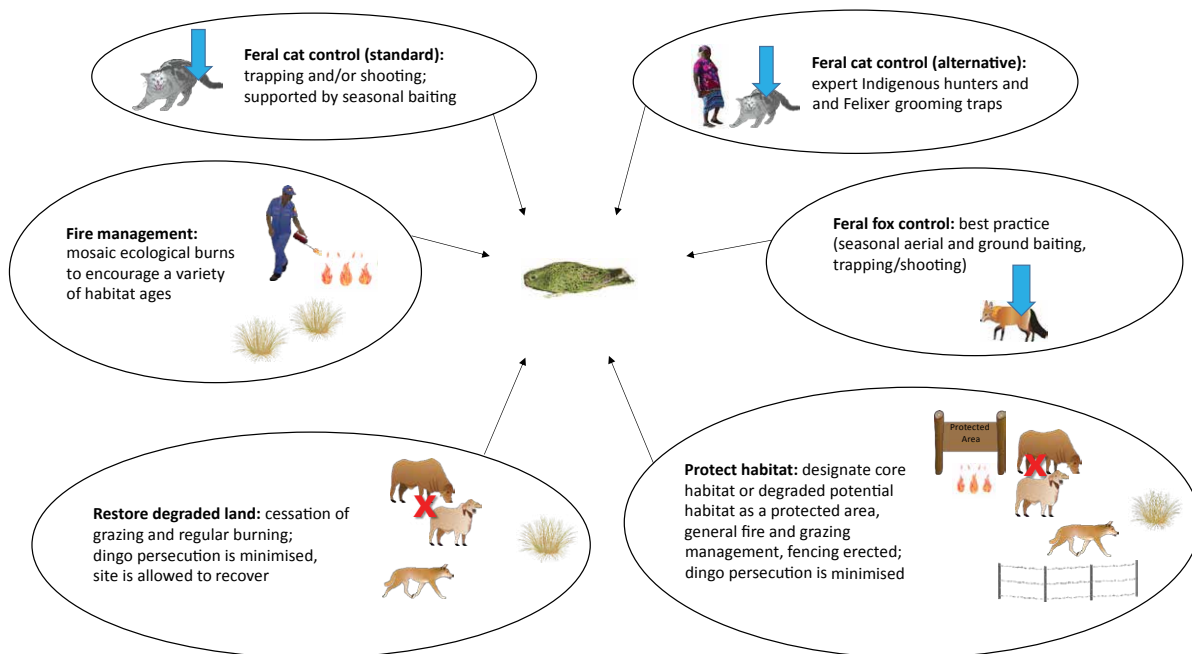 Feral cat control (standard):
trapping and/or shooting;
supported by seasonal baiting
Feral cat control (alternative):
expert Indigenous hunters and
and Felixer grooming traps
Fire management:
mosaic ecological burns
to encourage a variety
of habitat ages
Feral fox control: best practice
(seasonal aerial and ground baiting,
trapping/shooting)
Restore degraded land: cessation of
grazing and regular burning;
dingo persecution is minimised,
site is allowed to recover
Protected
Area
Protect habitat: designate core
habitat or degraded potential
habitat as a protected area,
general fire and grazing
management, fencing erected;
dingo persecution is minimised